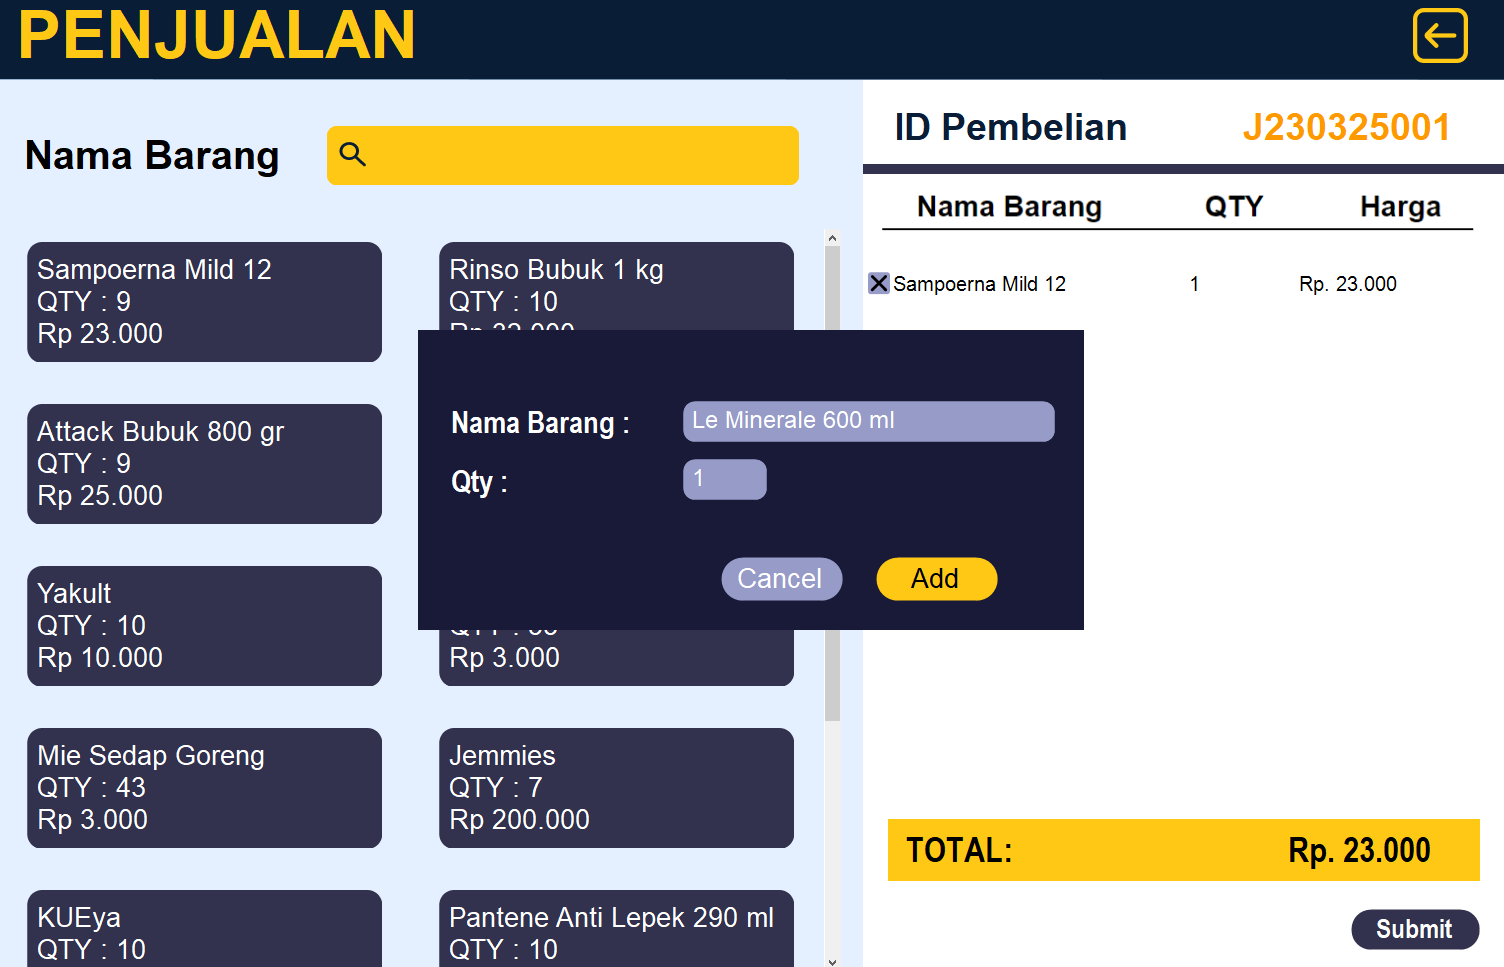 PENJUALAN
Nama Barang
Sampoerna Mild 12
QTY : 9
Rp 23.000
Rinso Bubuk 1 kg
QTY : 10
Attack Bubuk 800 gr
QTY : 9
Rp 25.000
Yakult
QTY : 10
Rp 10.000
Rp 3.000
Mie Sedap Goreng
QTY : 43
Rp 3.000
Jemmies
QTY : 7
Rp 200.000
KUEya
QTY : 10
Pantene Anti Lepek 290 ml
QTY : 10
Nama Barang :
Le Minerale 600 ml
Qty :
1
Cancel
Add
ID Pembelian J230325001
Nama Barang QTY Harga
Sampoerna Mild 12 1 Rp. 23.000
TOTAL: Rp. 23.000
Submit